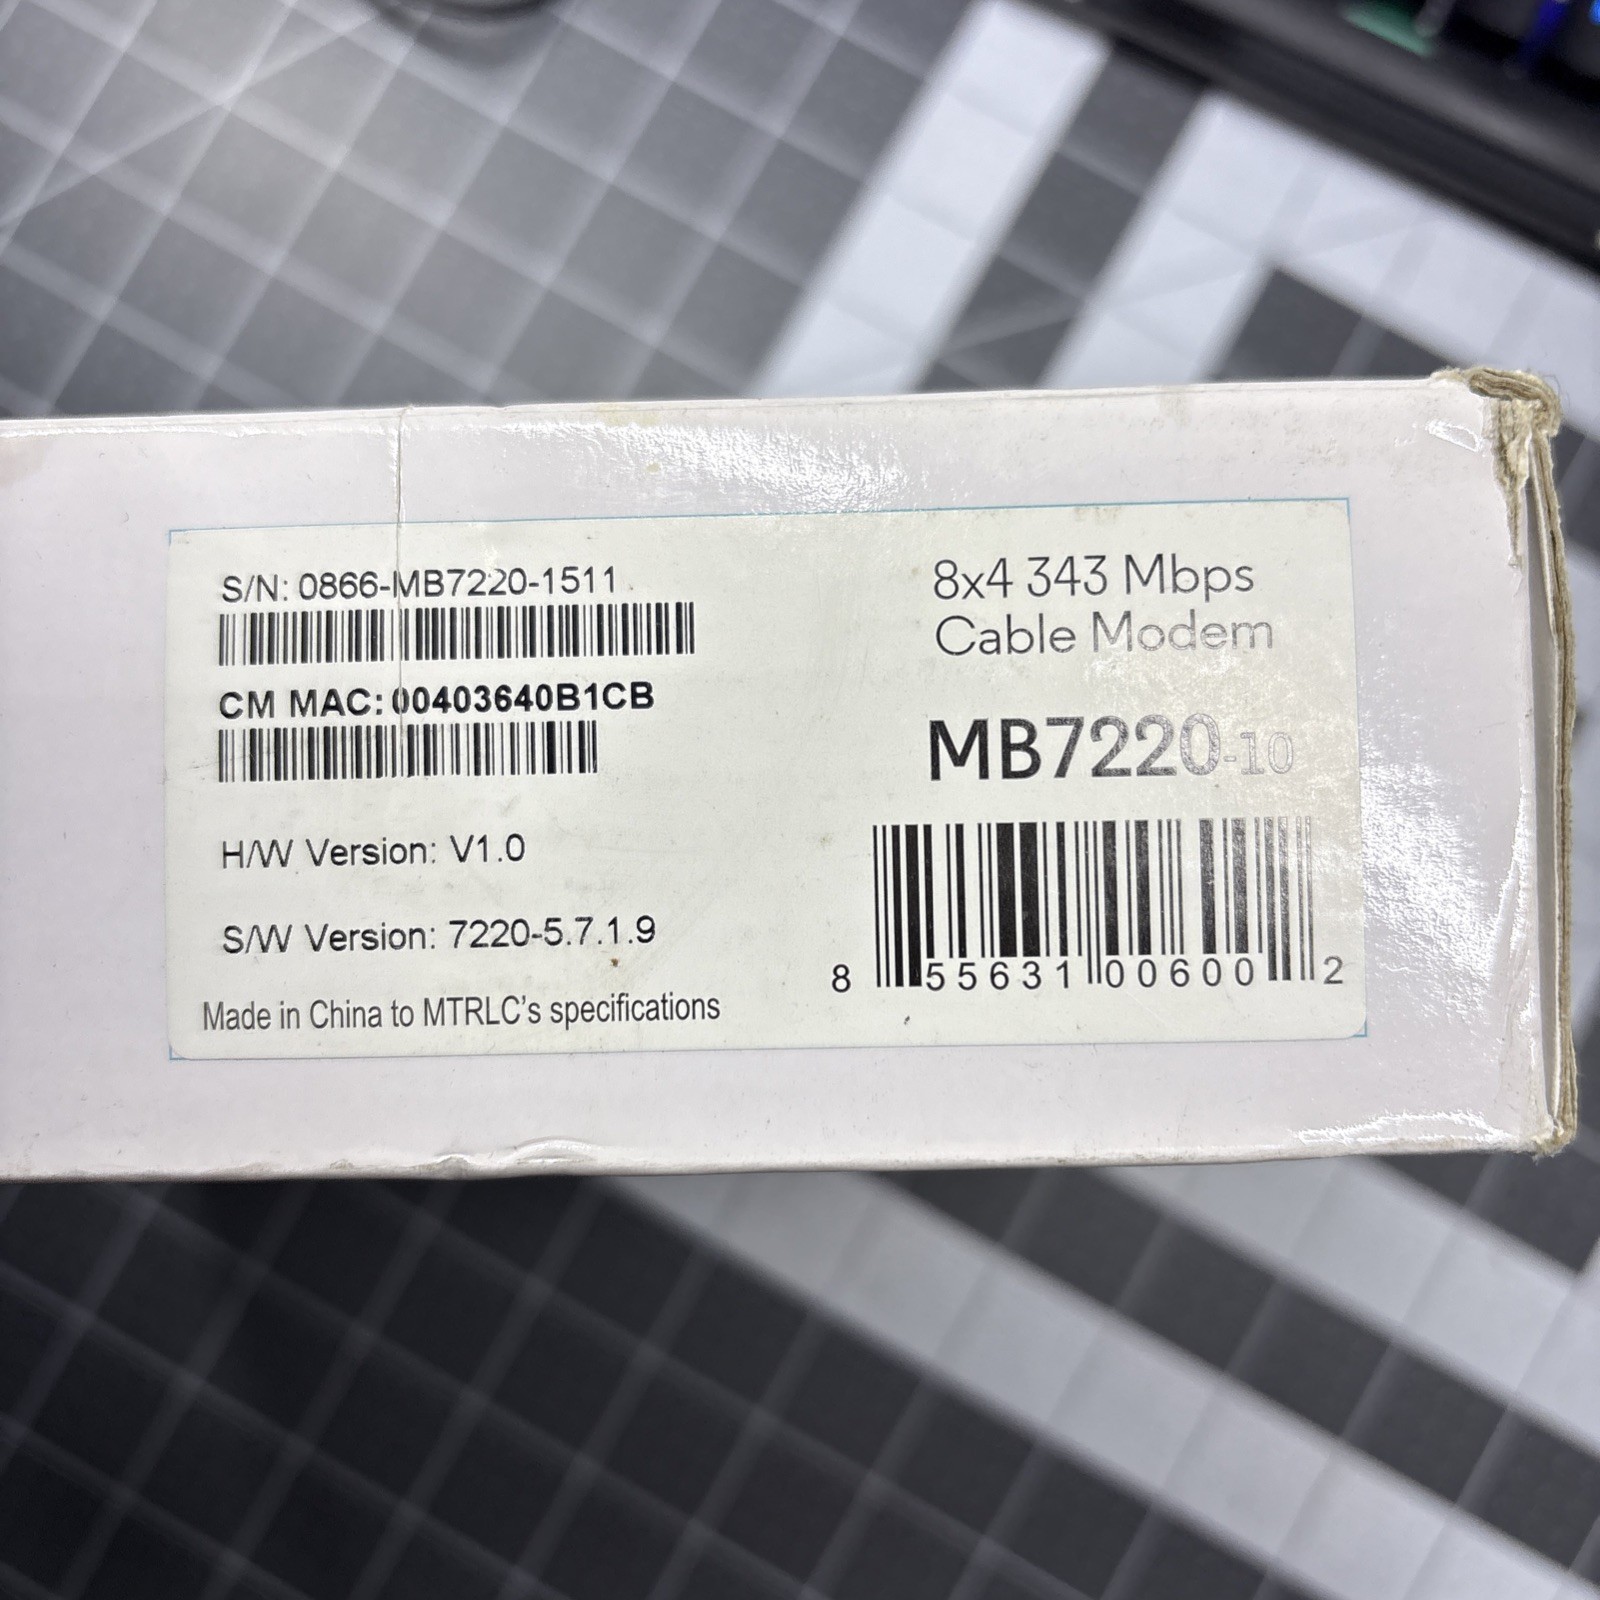 S/N: 0866-MB7220-1511
CM MAC: 00403640B1CB
H/W Version: V1.0
S/W Version: 7220-5.7.1.9
Made in China to MTRLC's specifications
8x4 343 Mbps
Cable Modem
MB7220-10
8 55631 00600 2